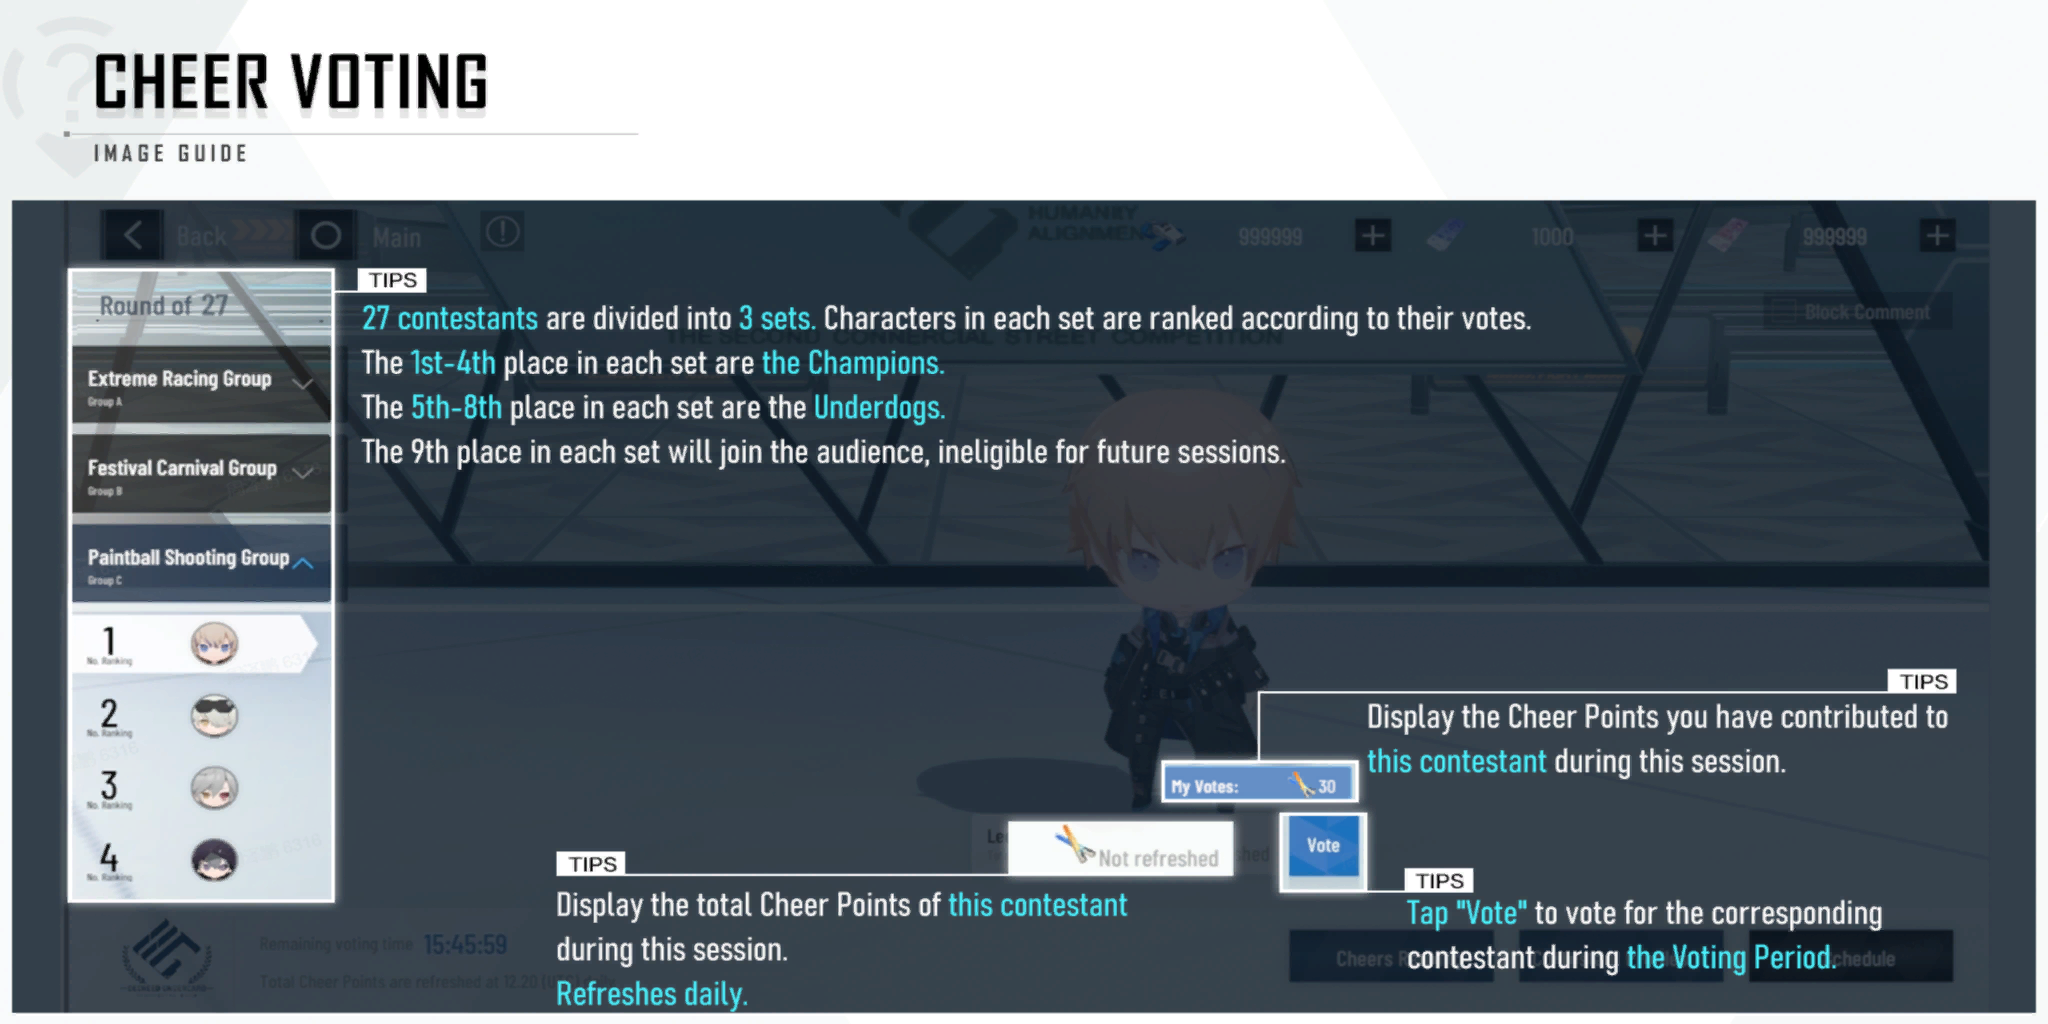 CHEER VOTING
IMAGE GUIDE
Back
Main
HUMANRY
999999
1000
999999
Block Comment
TIPS
Round of 27
27 contestants are divided into 3 sets. Characters in each set are ranked according to their votes.
THE SECOND COMMERCIAL STREET COMPETITION
The 1st-4th place in each set are the Champions.
The 5th-8th place in each set are the Underdogs.
The 9th place in each set will join the audience, ineligible for future sessions.
Extreme Racing Group
Group A
Festival Carnival Group
Group B
Paintball Shooting Group
Group C
1
No. Ranking
2
No. Ranking
3
No. Ranking
4
No. Ranking
TIPS
Display the Cheer Points you have contributed to
this contestant during this session.
My Votes: 30
Not refreshed
Vote
TIPS
Display the total Cheer Points of this contestant
during this session.
Refreshes daily.
TIPS
Tap "Vote" to vote for the corresponding
contestant during the Voting Period.
Cheers
Remaining voting time 15:45:59
Total Cheer Points are refreshed at 12.20